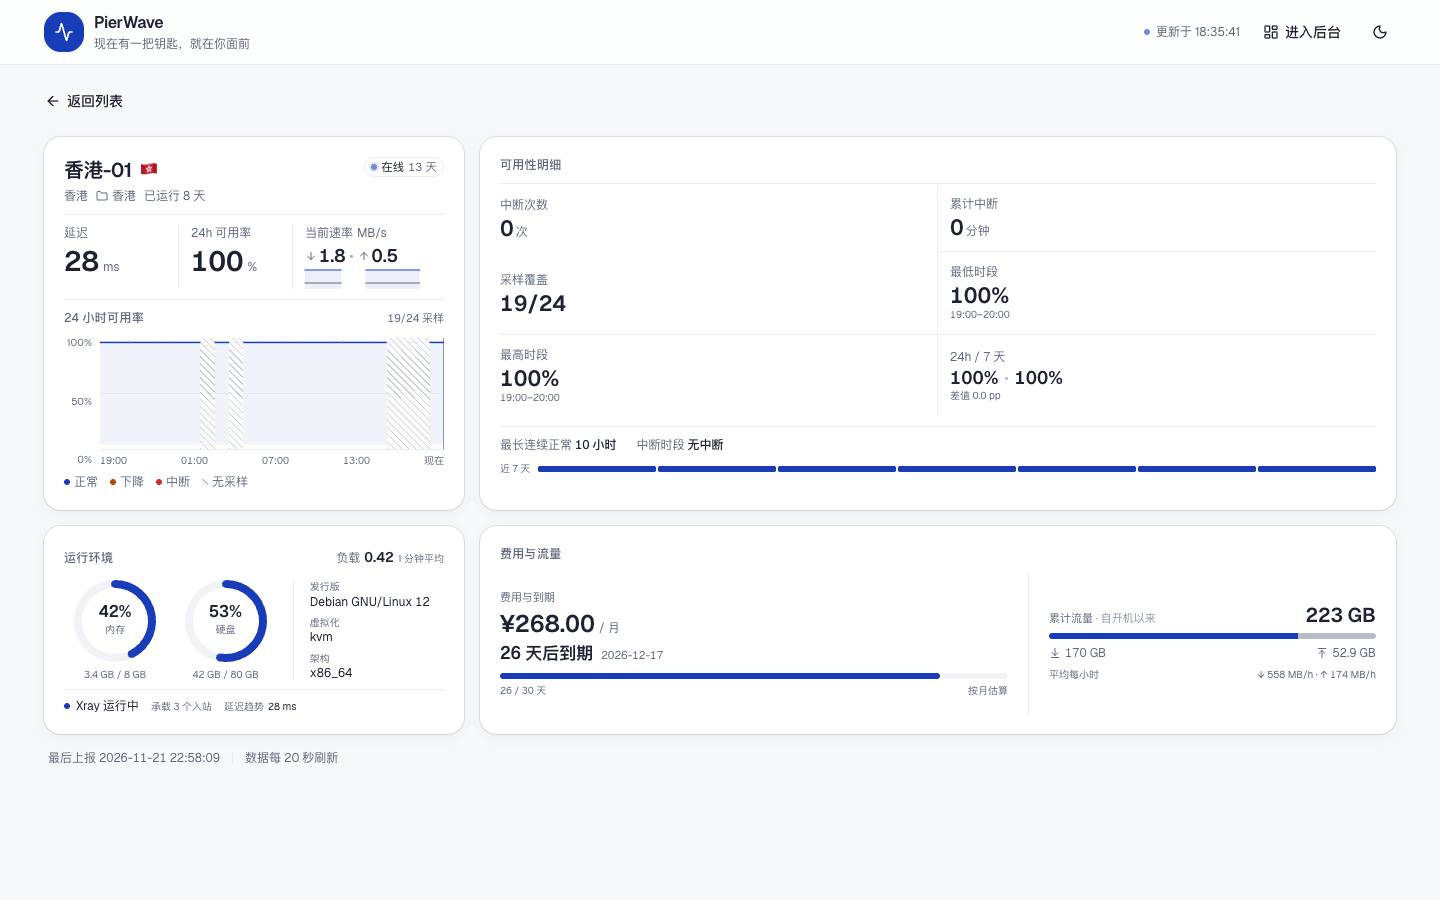 PierWave
现在有一把钥匙，就在你面前
更新于 18:35:41
进入后台
返回列表
香港-01
在线 13 天
香港 香港 已运行 8 天
延迟
28 ms
24h 可用率
100 %
当前速率 MB/s
↓ 1.8 · ↑ 0.5
24 小时可用率
19/24 采样
100%
50%
0%
19:00 01:00 07:00 13:00 现在
正常 下降 中断 无采样
可用性明细
中断次数
0 次
累计中断
0 分钟
采样覆盖
19/24
最低时段
100%
19:00–20:00
最高时段
100%
19:00–20:00
24h / 7 天
100% · 100%
差值 0.0 pp
最长连续正常 10 小时 中断时段 无中断
近 7 天
运行环境
负载 0.42 1 分钟平均
42%
内存
3.4 GB / 8 GB
53%
硬盘
42 GB / 80 GB
发行版
Debian GNU/Linux 12
虚拟化
kvm
架构
x86_64
Xray 运行中 承载 3 个入站 延迟趋势 28 ms
费用与流量
费用与到期
¥268.00 / 月
26 天后到期 2026-12-17
26 / 30 天
按月估算
累计流量 · 自开机以来
223 GB
170 GB
52.9 GB
平均每小时
↓ 558 MB/h · ↑ 174 MB/h
最后上报 2026-11-21 22:58:09
数据每 20 秒刷新